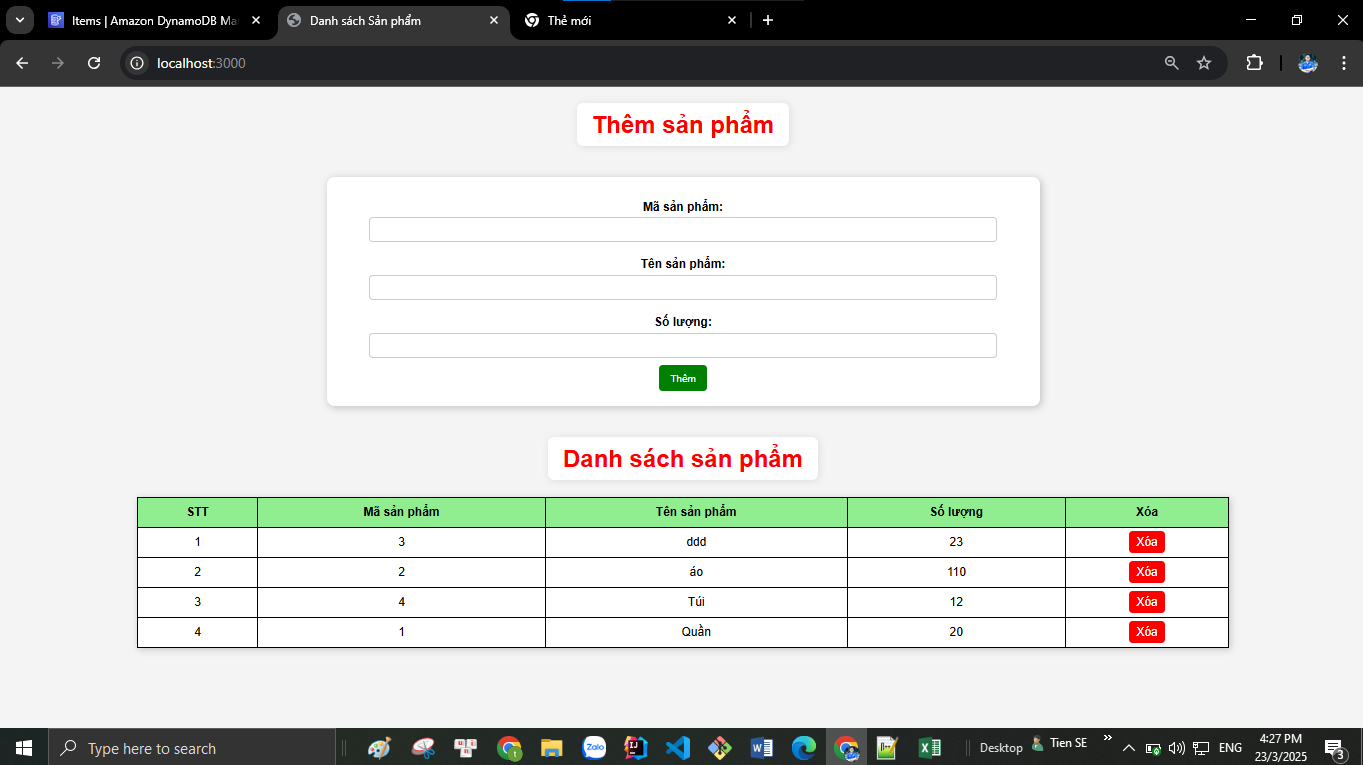 Items | Amazon DynamoDB Ma
Danh sách Sản phẩm
Thẻ mới
localhost:3000
Thêm sản phẩm
Mã sản phẩm:
Tên sản phẩm:
Số lượng:
Thêm
Danh sách sản phẩm
STT Mã sản phẩm Tên sản phẩm Số lượng Xóa
1 3 ddd 23 Xóa
2 2 áo 110 Xóa
3 4 Túi 12 Xóa
4 1 Quần 20 Xóa
Type here to search
Zalo
Desktop
Tien SE
ENG
4:27 PM
23/3/2025
3